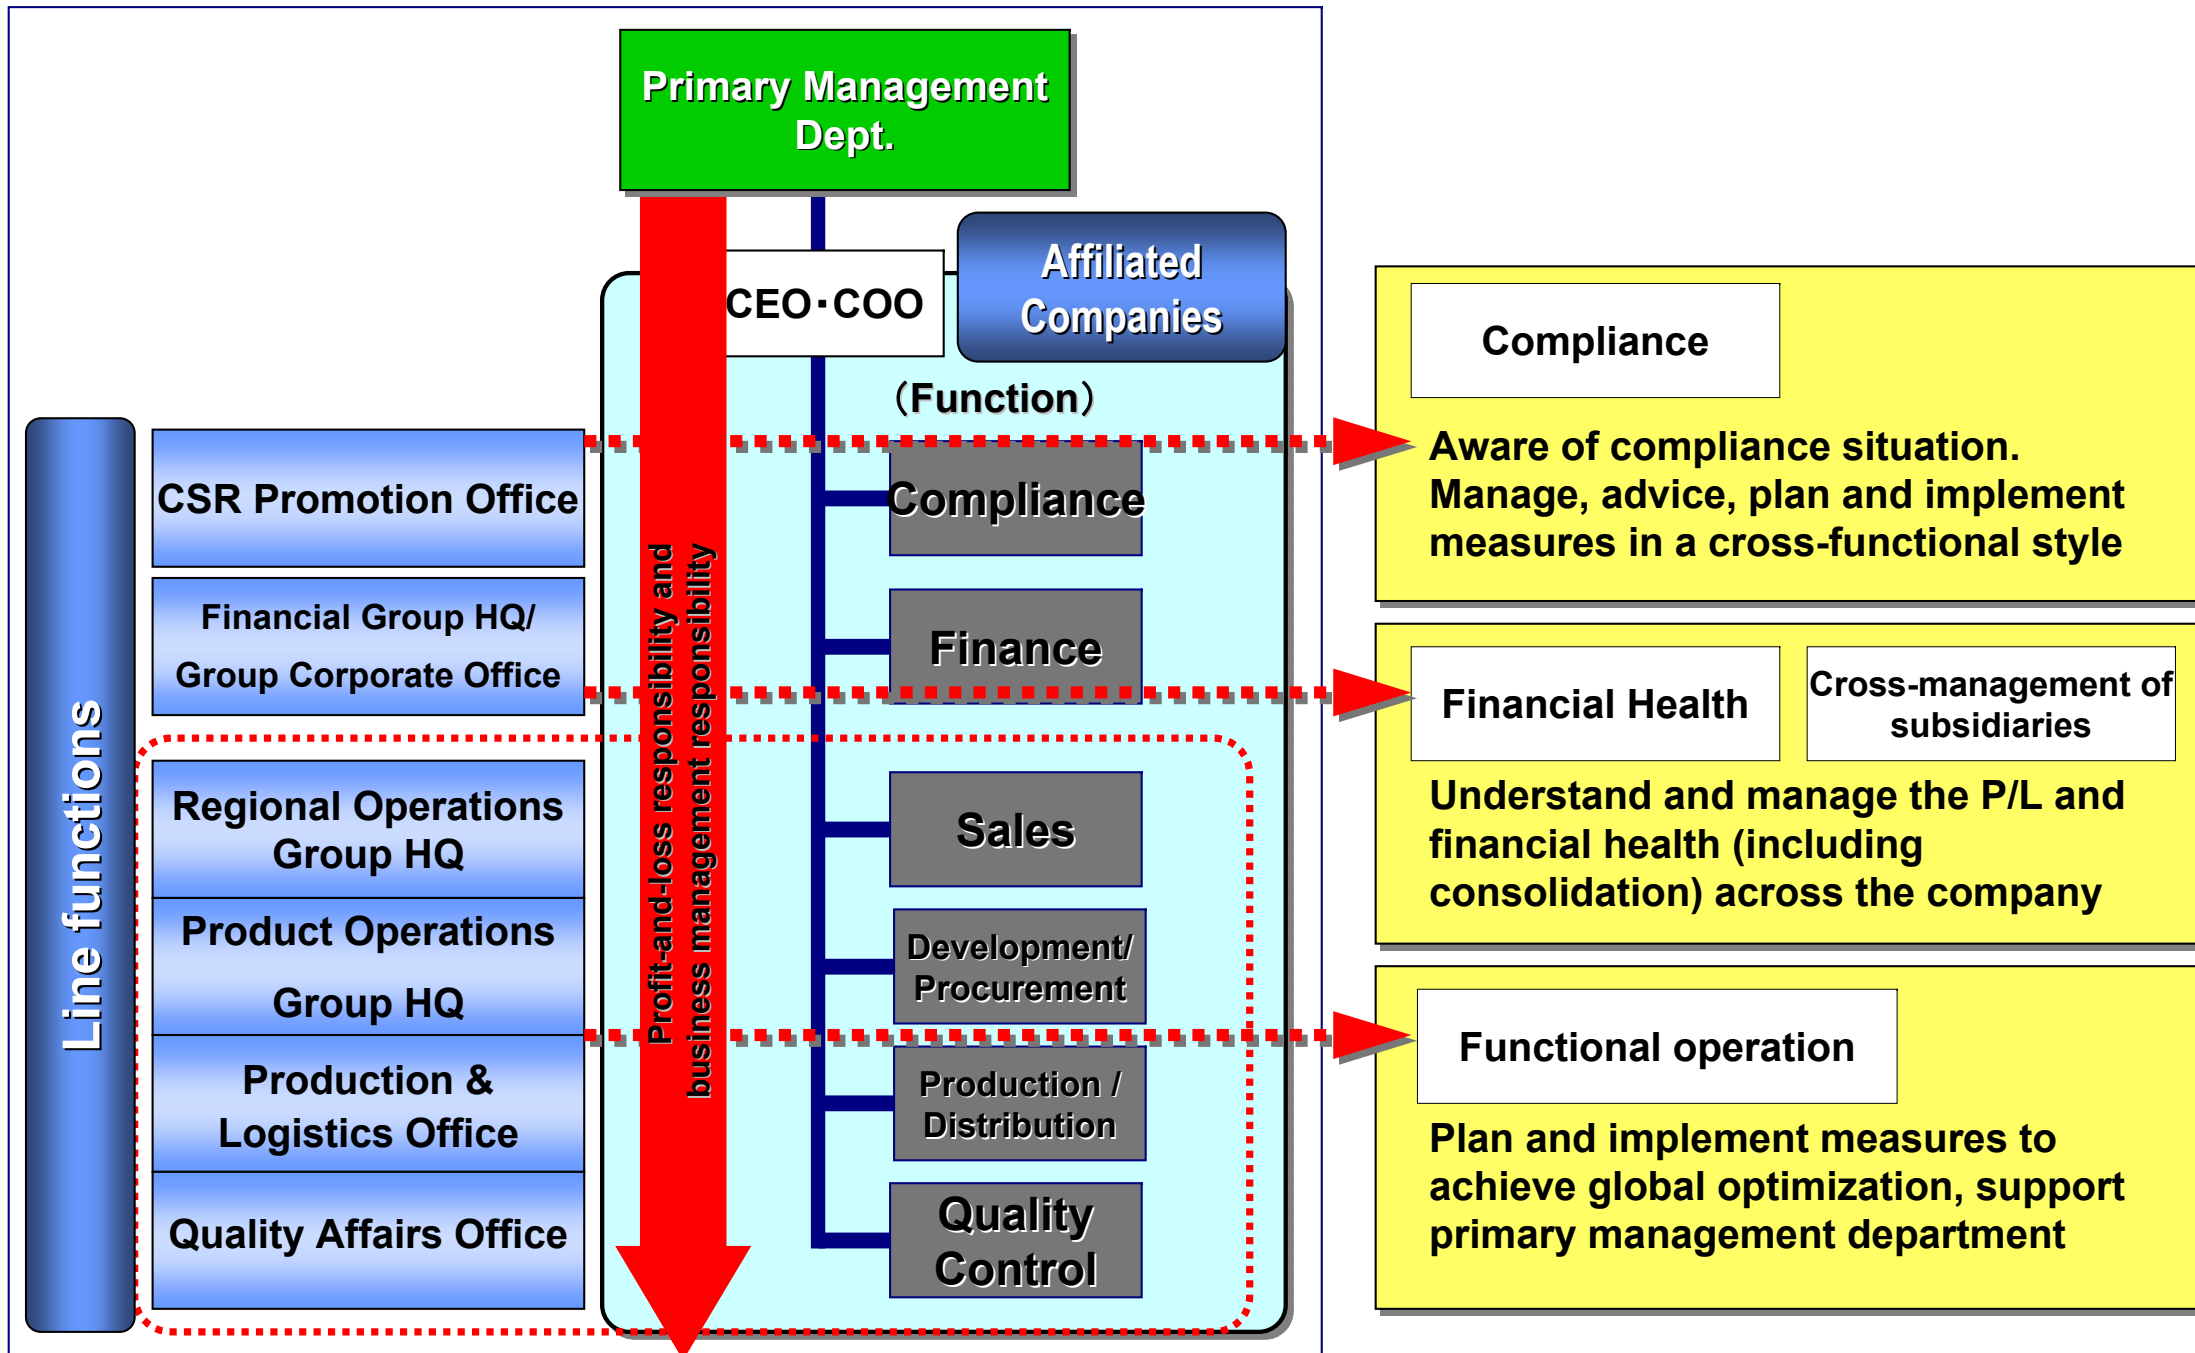 Primary Management
Dept.
Affiliated
Companies
CEO・COO
（Function）
Line functions
CSR Promotion Office
Financial Group HQ/
Group Corporate Office
Regional Operations
Group HQ
Product Operations
Group HQ
Production &
Logistics Office
Quality Affairs Office
Profit-and-loss responsibility and
business management responsibility
Compliance
Finance
Sales
Development/
Procurement
Production /
Distribution
Quality
Control
Compliance
Aware of compliance situation.
Manage, advice, plan and implement
measures in a cross-functional style
Financial Health
Cross-management of
subsidiaries
Understand and manage the P/L and
financial health (including
consolidation) across the company
Functional operation
Plan and implement measures to
achieve global optimization, support
primary management department